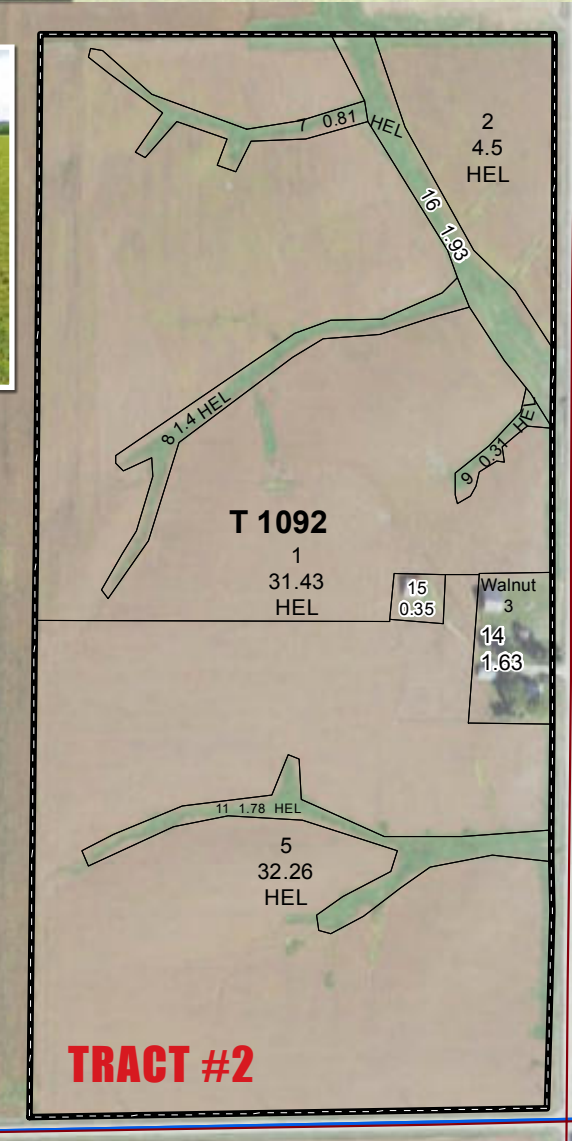 2
4.5
HEL
7 0.81 HEL
16 1.93
8 1.4 HEL
9 0.31 HEL
T 1092
1
31.43
HEL
15
0.35
Walnut
3
14
1.63
11 1.78 HEL
5
32.26
HEL
TRACT #2